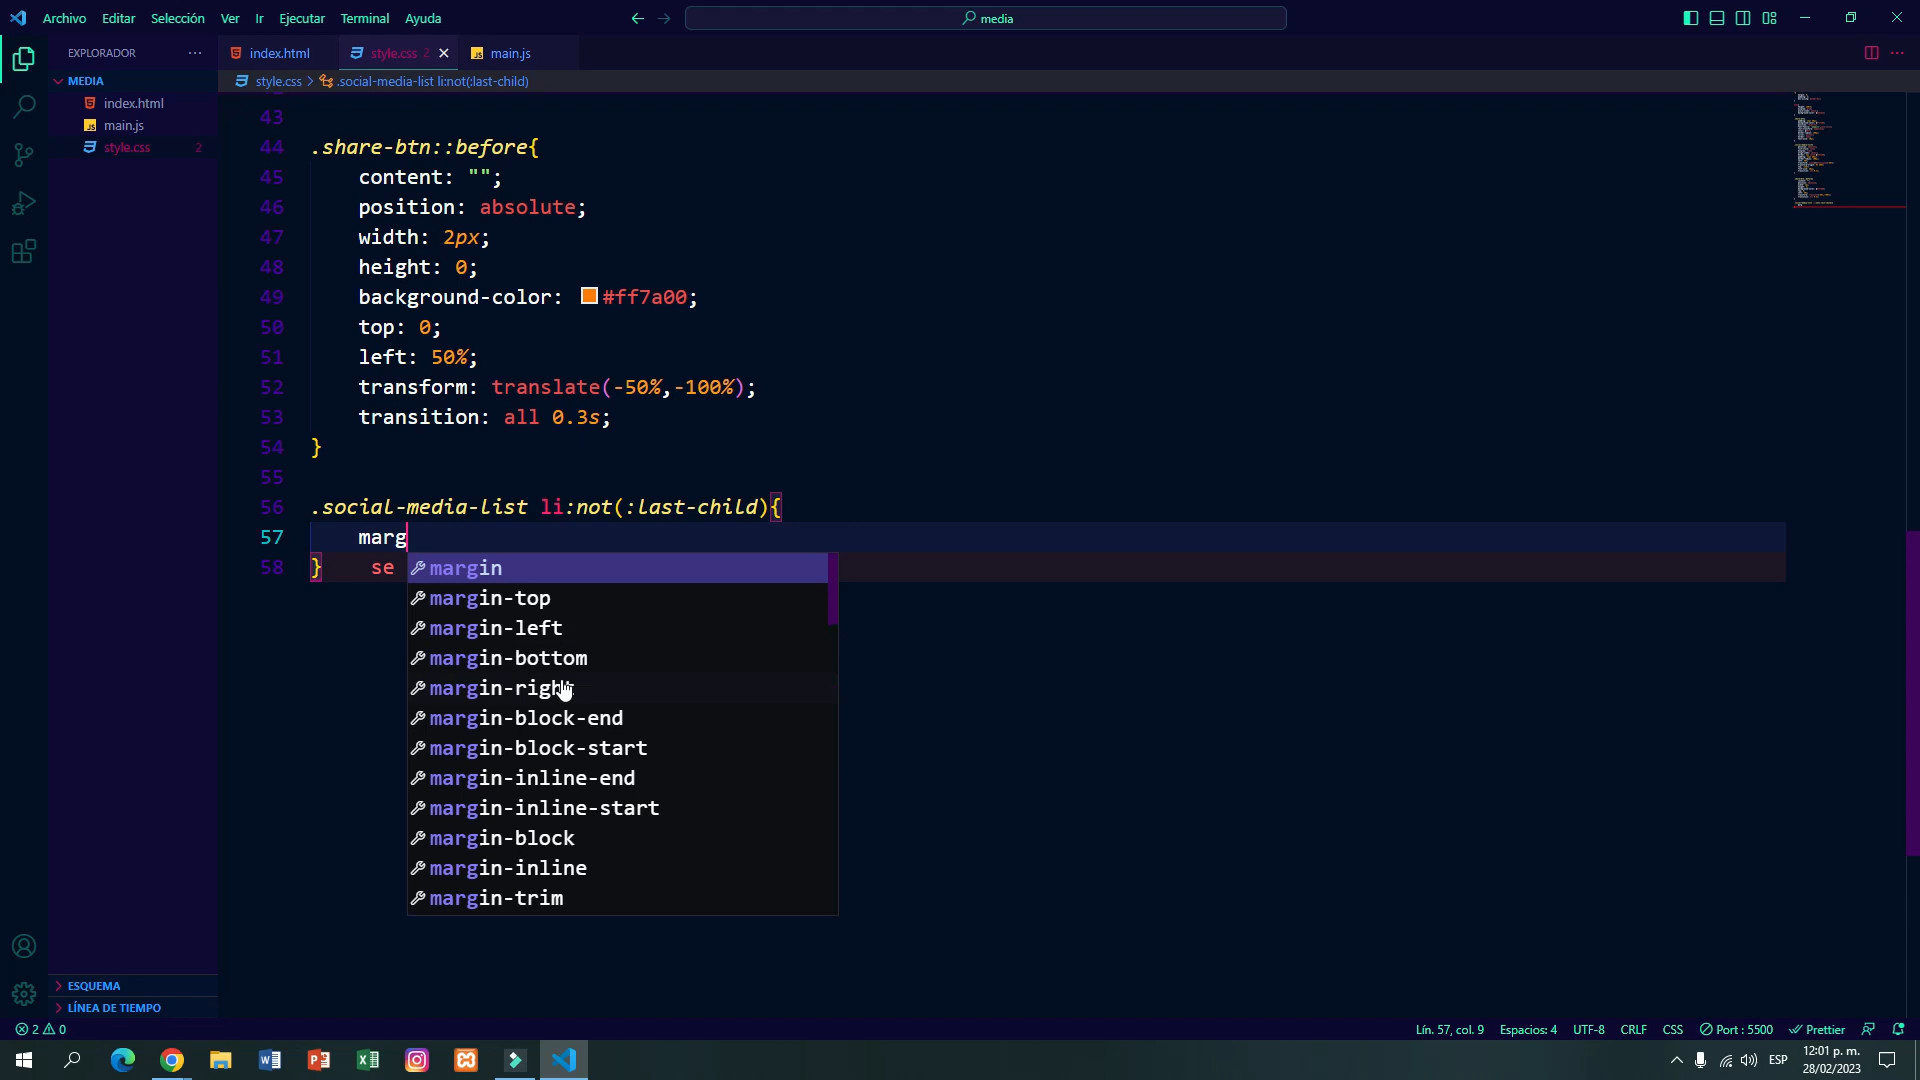 Archivo Editar Selección Ver Ir Ejecutar Terminal Ayuda
media
EXPLORADOR
index.html style.css 2 main.js
MEDIA
style.css > .social-media-list li:not(:last-child)
index.html
main.js
style.css 2
43
44 .share-btn::before{
45 content: "";
46 position: absolute;
47 width: 2px;
48 height: 0;
49 background-color: #ff7a00;
50 top: 0;
51 left: 50%;
52 transform: translate(-50%,-100%);
53 transition: all 0.3s;
54 }
55
56 .social-media-list li:not(:last-child){
57 marg
58 } se
margin
margin-top
margin-left
margin-bottom
margin-right
margin-block-end
margin-block-start
margin-inline-end
margin-inline-start
margin-block
margin-inline
margin-trim
ESQUEMA
LÍNEA DE TIEMPO
2 0
Lín. 57, col. 9 Espacios: 4 UTF-8 CRLF CSS Port : 5500 Prettier
ESP
12:01 p. m.
28/02/2023